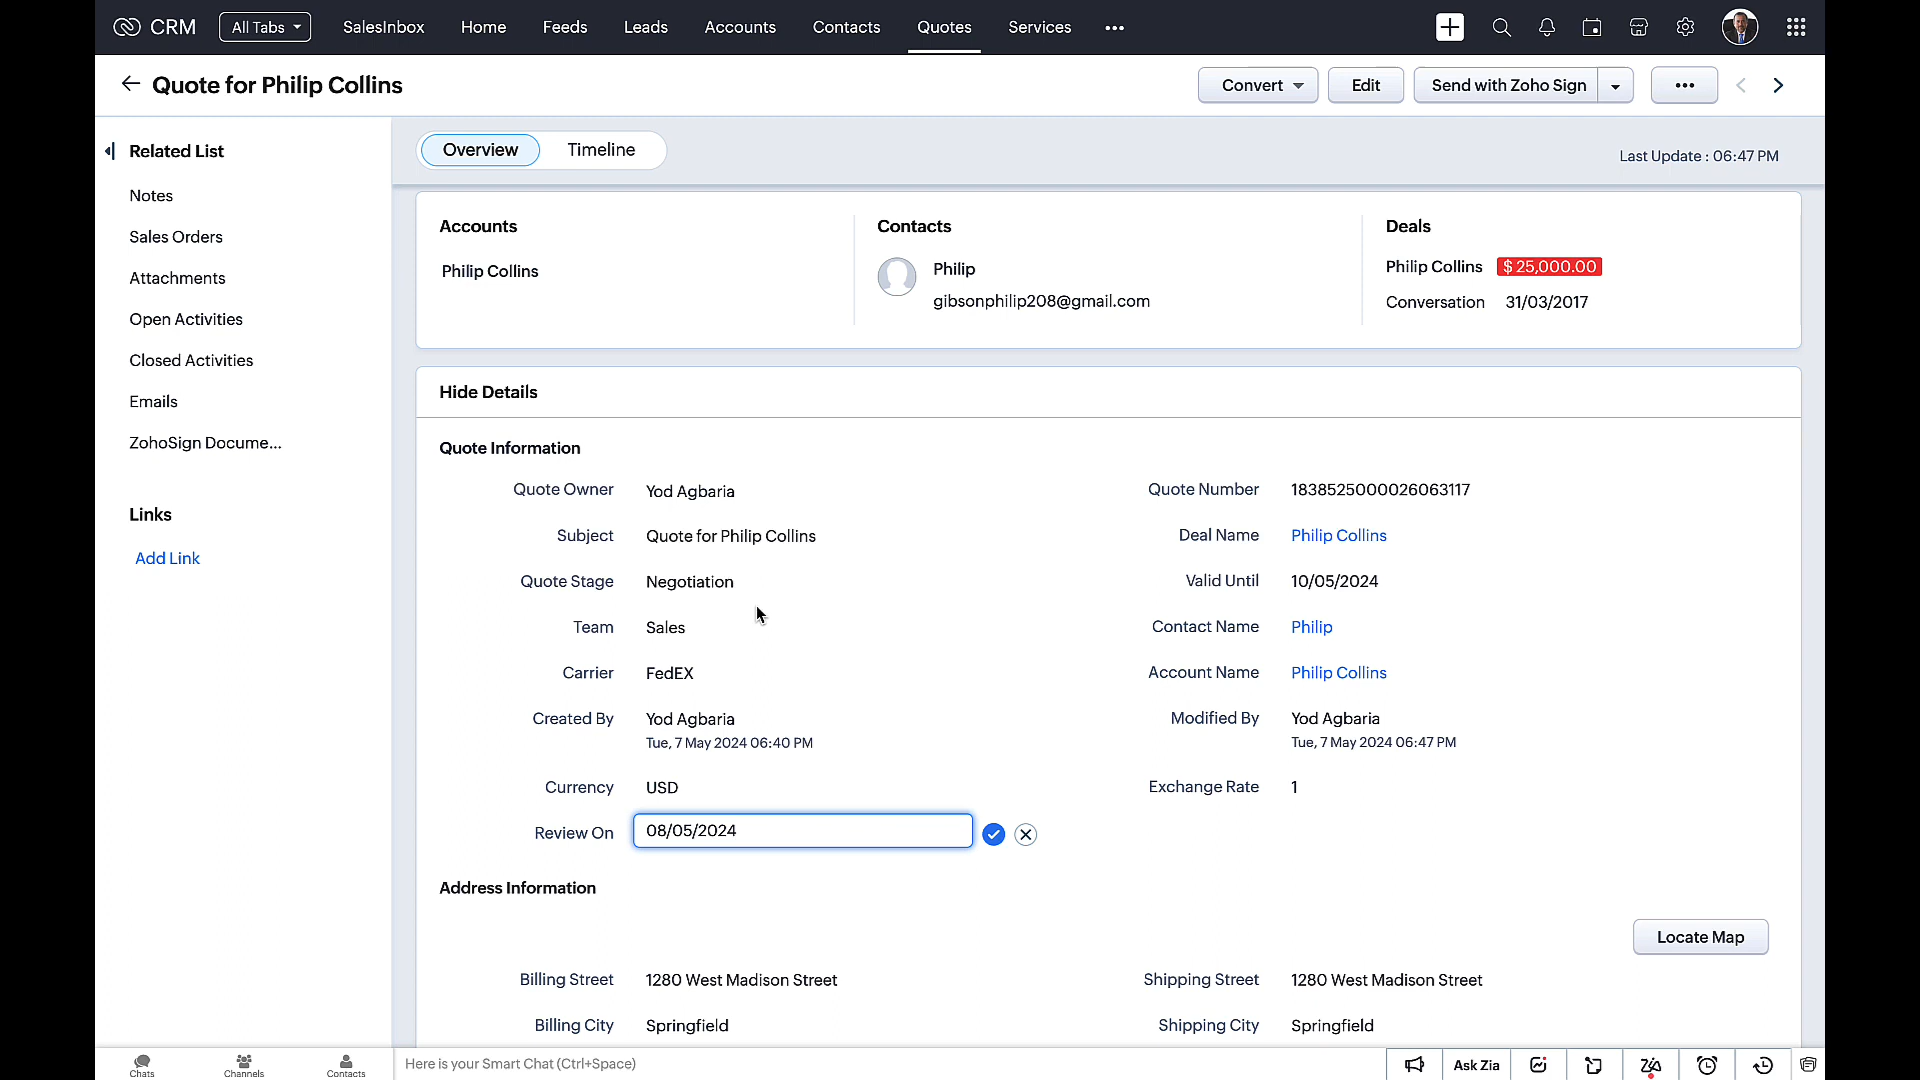 CRM All Tabs SalesInbox Home Feeds Leads Accounts Contacts Quotes Services
Quote for Philip Collins Convert Edit Send with Zoho Sign
Related List
Notes
Sales Orders
Attachments
Open Activities
Closed Activities
Emails
ZohoSign Docume...
Links
Add Link
Overview Timeline Last Update : 06:47 PM
Accounts
Philip Collins
Contacts
Philip
gibsonphilip208@gmail.com
Deals
Philip Collins $ 25,000.00
Conversation 31/03/2017
Hide Details
Quote Information
Quote Owner Yod Agbaria Quote Number 1838525000026063117
Subject Quote for Philip Collins Deal Name Philip Collins
Quote Stage Negotiation Valid Until 10/05/2024
Team Sales Contact Name Philip
Carrier FedEX Account Name Philip Collins
Created By Yod Agbaria Modified By Yod Agbaria
Tue, 7 May 2024 06:40 PM Tue, 7 May 2024 06:47 PM
Currency USD Exchange Rate 1
Review On 08/05/2024
Address Information
Locate Map
Billing Street 1280 West Madison Street Shipping Street 1280 West Madison Street
Billing City Springfield Shipping City Springfield
Chats Channels Contacts Here is your Smart Chat (Ctrl+Space) Ask Zia